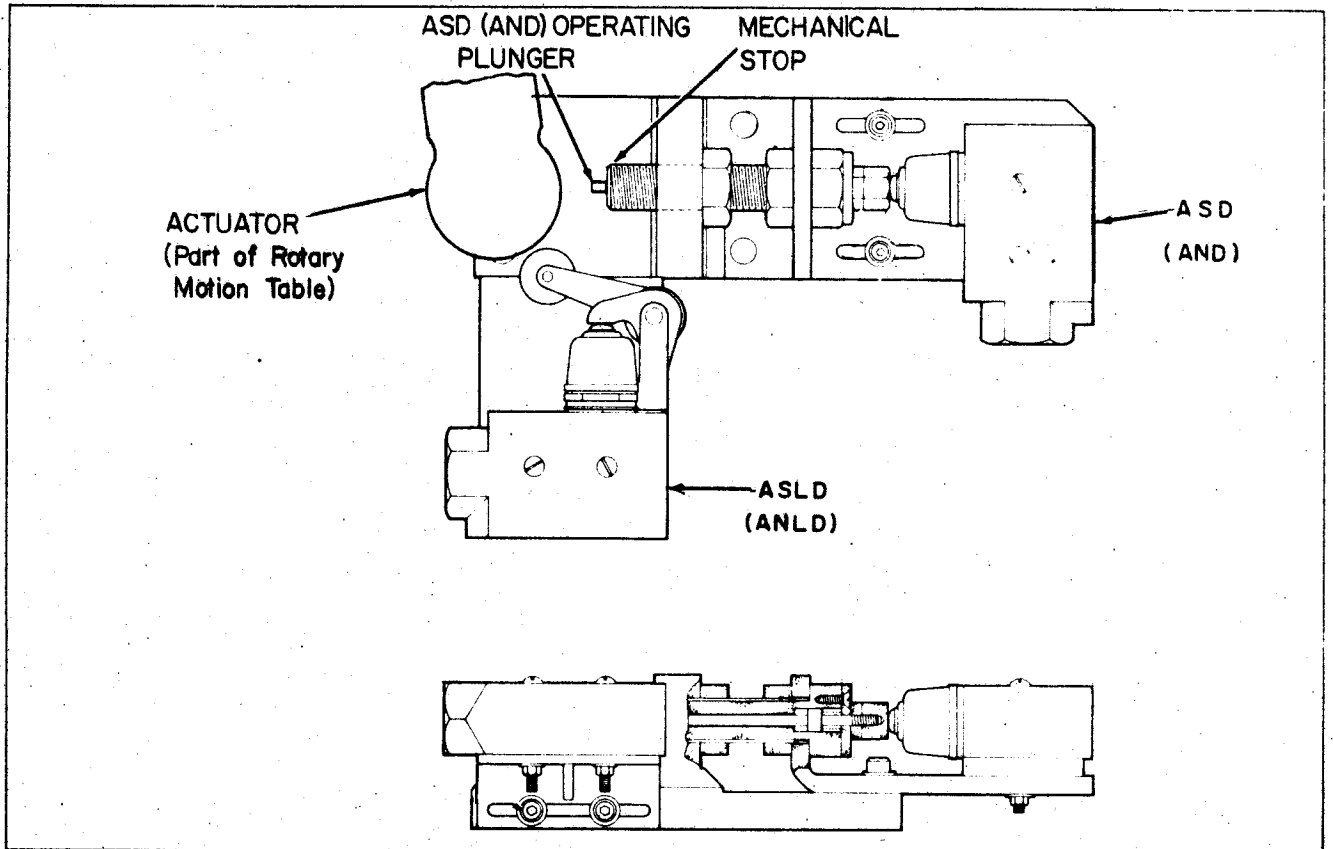 ASD (AND) OPERATING
PLUNGER
MECHANICAL
STOP
ACTUATOR
(Part of Rotary
Motion Table)
ASD
(AND)
ASLD
(ANLD)